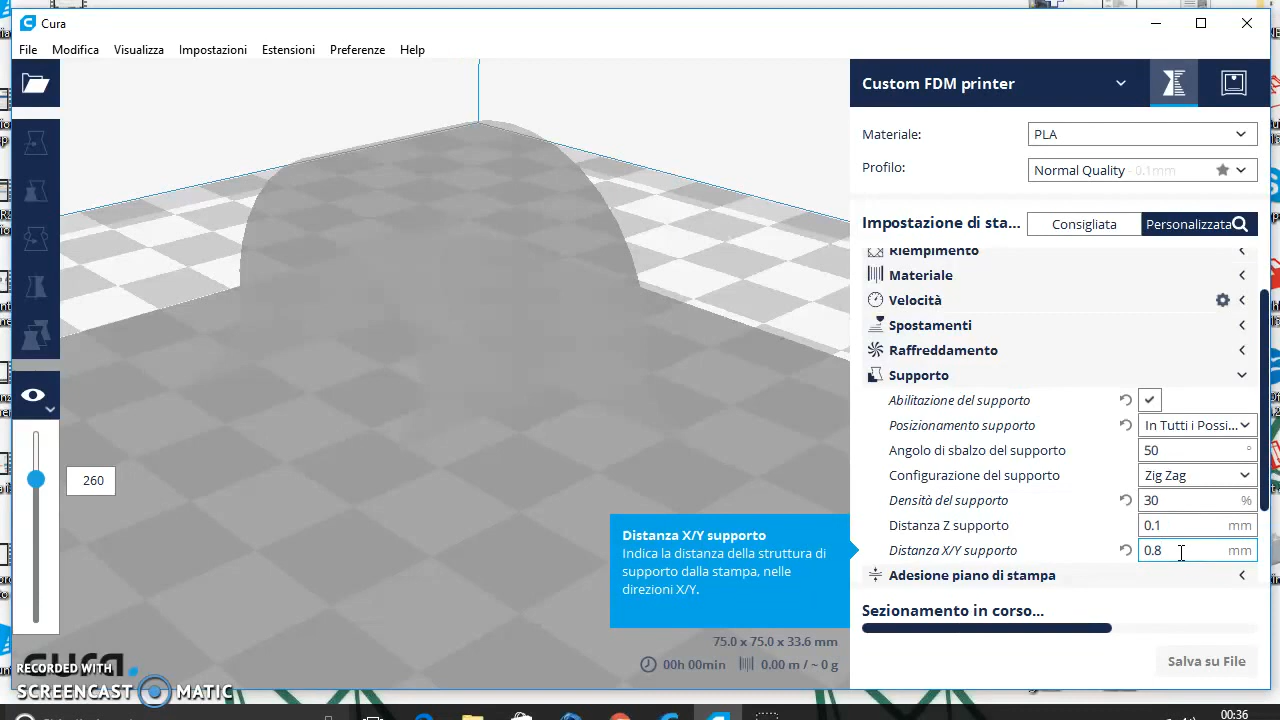 Cura
File Modifica Visualizza Impostazioni Estensioni Preferenze Help
Custom FDM printer
Materiale: PLA
Profilo: Normal Quality - 0.1mm
Impostazione di sta... Consigliata Personalizzata
Riempimento
Materiale
Velocità
Spostamenti
Raffreddamento
Supporto
Abilitazione del supporto
Posizionamento supporto In Tutti i Possi...
Angolo di sbalzo del supporto 50 °
Configurazione del supporto Zig Zag
Densità del supporto 30 %
Distanza Z supporto 0.1 mm
Distanza X/Y supporto 0.8 mm
Adesione piano di stampa
Sezionamento in corso...
Salva su File
260
Distanza X/Y supporto
Indica la distanza della struttura di
supporto dalla stampa, nelle
direzioni X/Y.
75.0 x 75.0 x 33.6 mm
00h 00min 0.00 m / ~ 0 g
cura.
RECORDED WITH
SCREENCAST MATIC
00:36